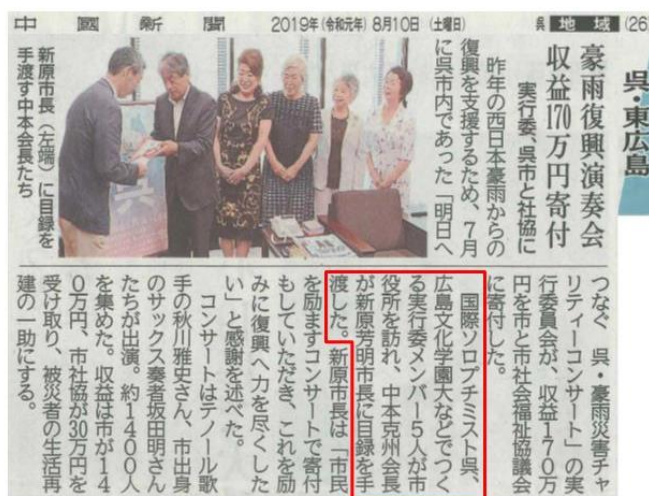 中國新聞 2019年(令和元年)8月10日(土曜日) 呉 地域 (26
呉・東広島
豪雨復興演奏会
収益170万円寄付
実行委、呉市と社協に
昨年の西日本豪雨からの
復興を支援するため、7月
に呉市内であった「明日へ
新原市長(左端)に目録を
手渡す中本会長たち
つなぐ 呉・豪雨災害チャ
リティーコンサート」の実
行委員会が、収益170万
円を市と市社会福祉協議会
に寄付した。
国際ソロプチミスト呉、
広島文化学園大などでつく
る実行委メンバー5人が市
役所を訪れ、中本克州会長
が新原芳明市長に目録を手
渡した。新原市長は「市民
を励ますコンサートで寄付
もしていただき、これを励
みに復興へ力を尽くした
い」と感謝を述べた。
コンサートはテノール歌
手の秋川雅史さん、市出身
のサックス奏者坂田明さん
たちが出演。約1400人
を集めた。収益は市が14
0万円、市社協が30万円を
受け取り、被災者の生活再
建の一助にする。